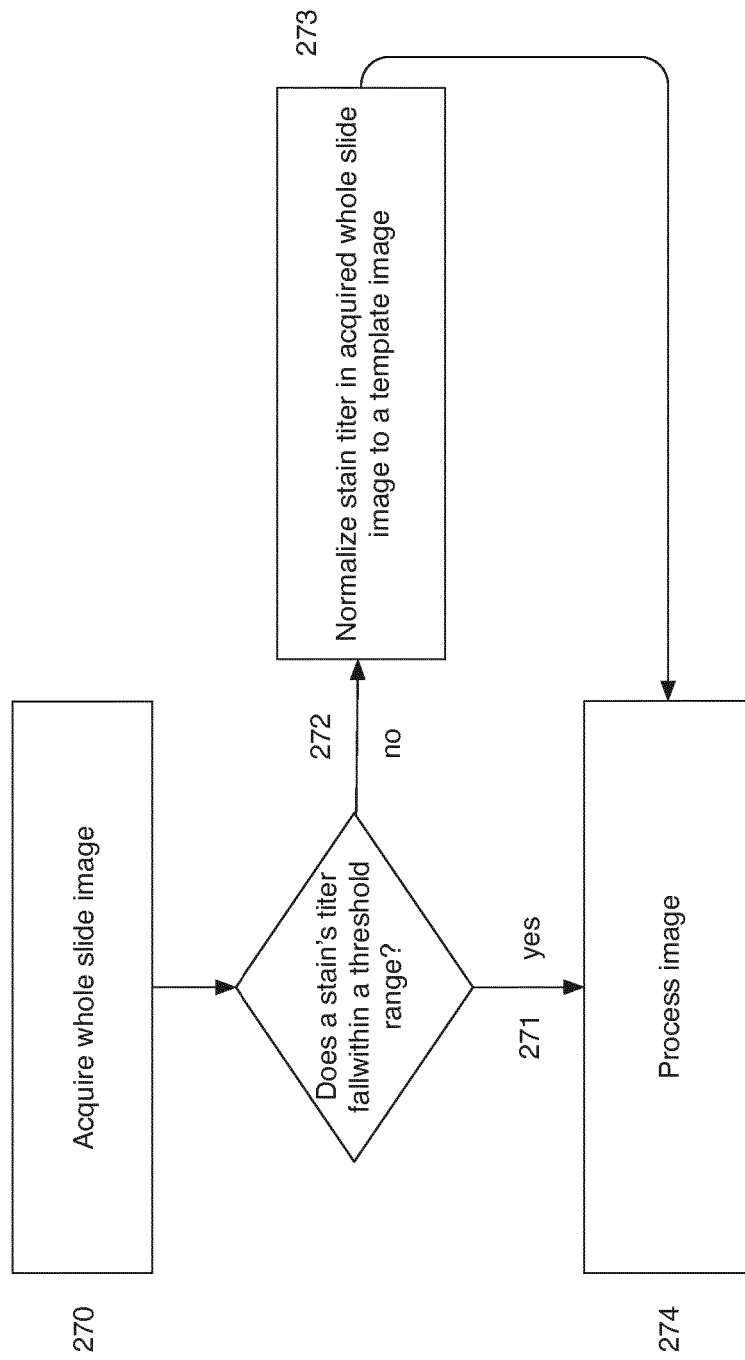 270
Acquire whole slide image
Does a stain's titer
fallwithin a threshold
range?
272
no
273
Normalize stain titer in acquired whole slide
image to a template image
271
yes
274
Process image